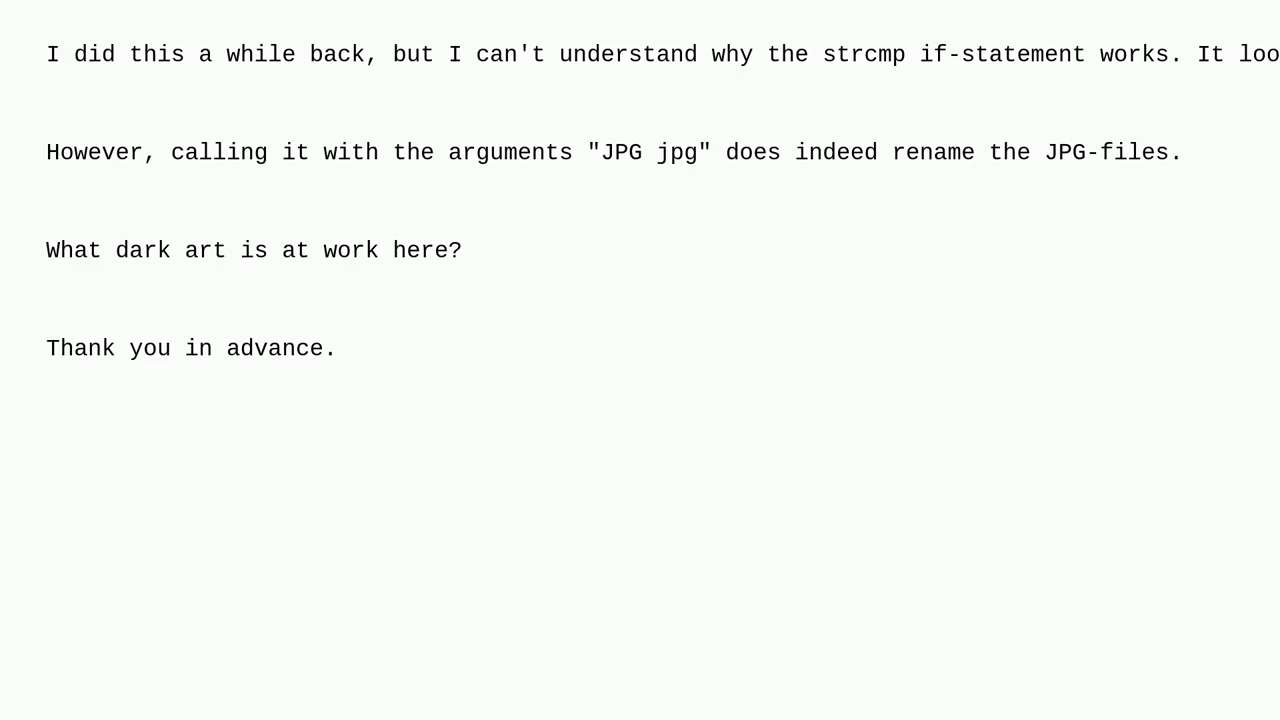 I did this a while back, but I can't understand why the strcmp if-statement works. It loo
However, calling it with the arguments "JPG jpg" does indeed rename the JPG-files.
What dark art is at work here?
Thank you in advance.